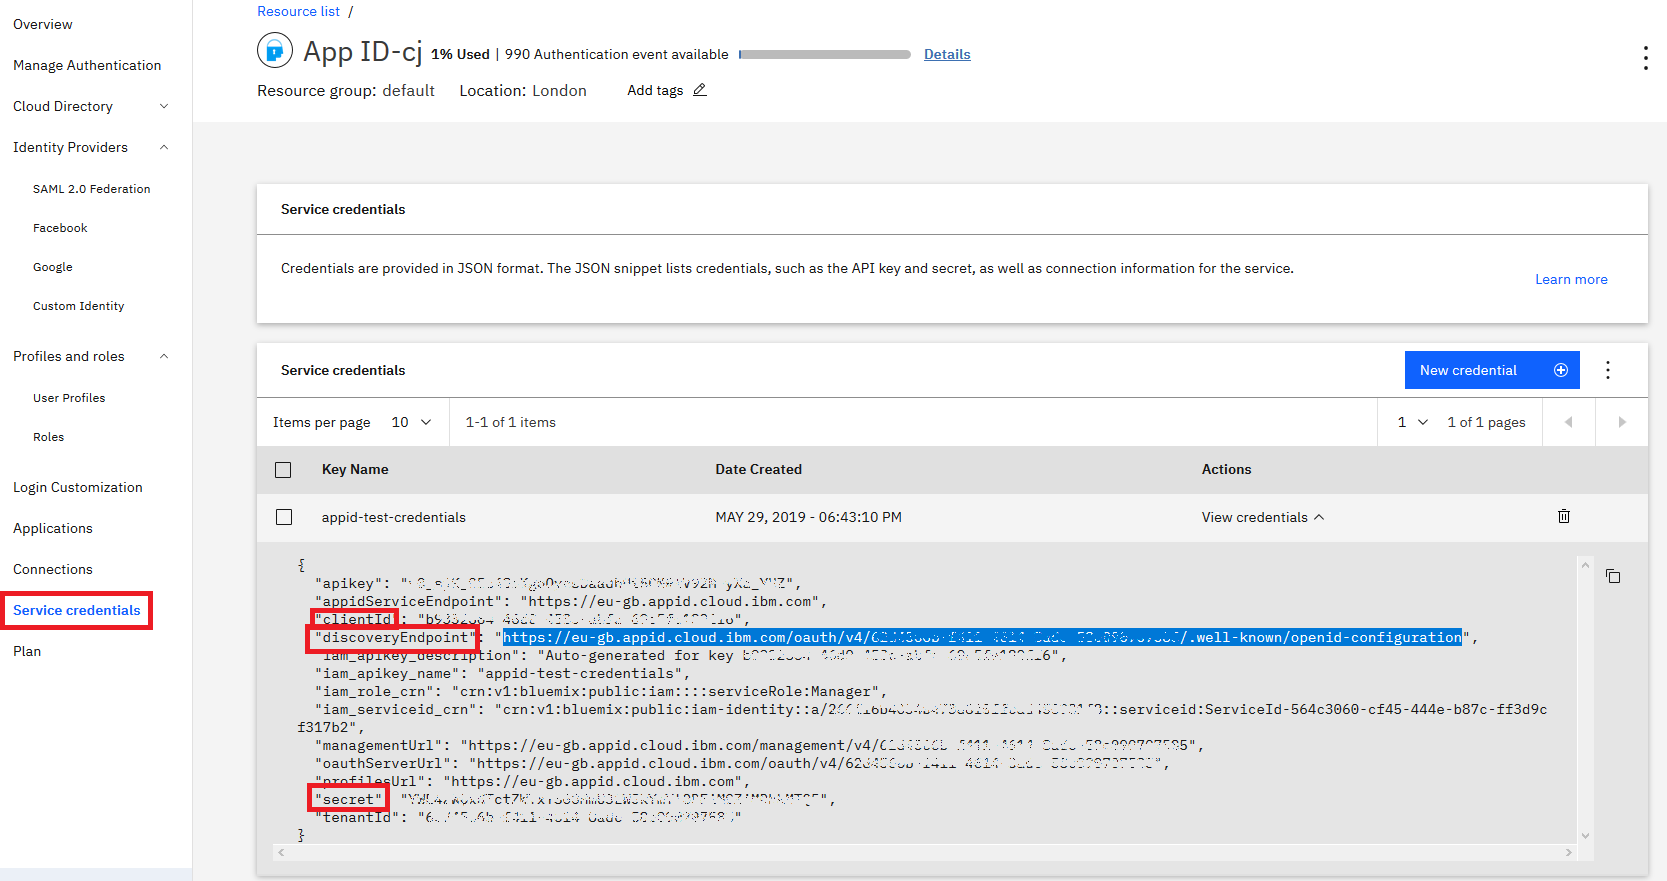 Overview
Manage Authentication
Cloud Directory
Identity Providers
SAML 2.0 Federation
Facebook
Google
Custom Identity
Profiles and roles
User Profiles
Roles
Login Customization
Applications
Connections
Service credentials
Plan
Resource list /
App ID-cj 1% Used | 990 Authentication event available Details
Resource group: default Location: London Add tags
Service credentials
Credentials are provided in JSON format. The JSON snippet lists credentials, such as the API key and secret, as well as connection information for the service.
Learn more
Service credentials New credential
Items per page 10 1-1 of 1 items 1 1 of 1 pages
Key Name Date Created Actions
appid-test-credentials MAY 29, 2019 - 06:43:10 PM View credentials
{
"apikey":
"appidServiceEndpoint": "https://eu-gb.appid.cloud.ibm.com",
"clientId":
"discoveryEndpoint": "https://eu-gb.appid.cloud.ibm.com/oauth/v4/ /.well-known/openid-configuration",
"iam_apikey_description": "Auto-generated for key
"iam_apikey_name": "appid-test-credentials",
"iam_role_crn": "crn:v1:bluemix:public:iam::::serviceRole:Manager",
"iam_serviceid_crn": "crn:v1:bluemix:public:iam-identity::a/ ::serviceid:ServiceId-564c3060-cf45-444e-b87c-ff3d9c
f317b2",
"managementUrl": "https://eu-gb.appid.cloud.ibm.com/management/v4/
"oauthServerUrl": "https://eu-gb.appid.cloud.ibm.com/oauth/v4/
"profilesUrl": "https://eu-gb.appid.cloud.ibm.com",
"secret"
"tenantId":
}